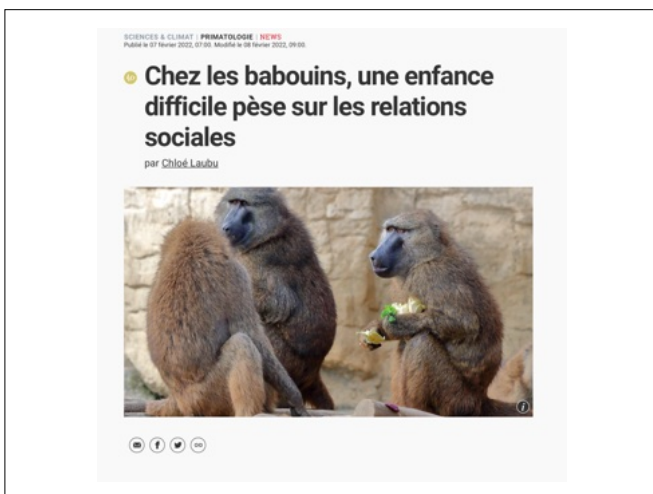 SCIENCES & CLIMAT | PRIMATOLOGIE | NEWS
Publié le 07 février 2022, 07:00. Modifié le 08 février 2022, 09:00.
Chez les babouins, une enfance
difficile pèse sur les relations
sociales
par Chloé Laubu
i
f